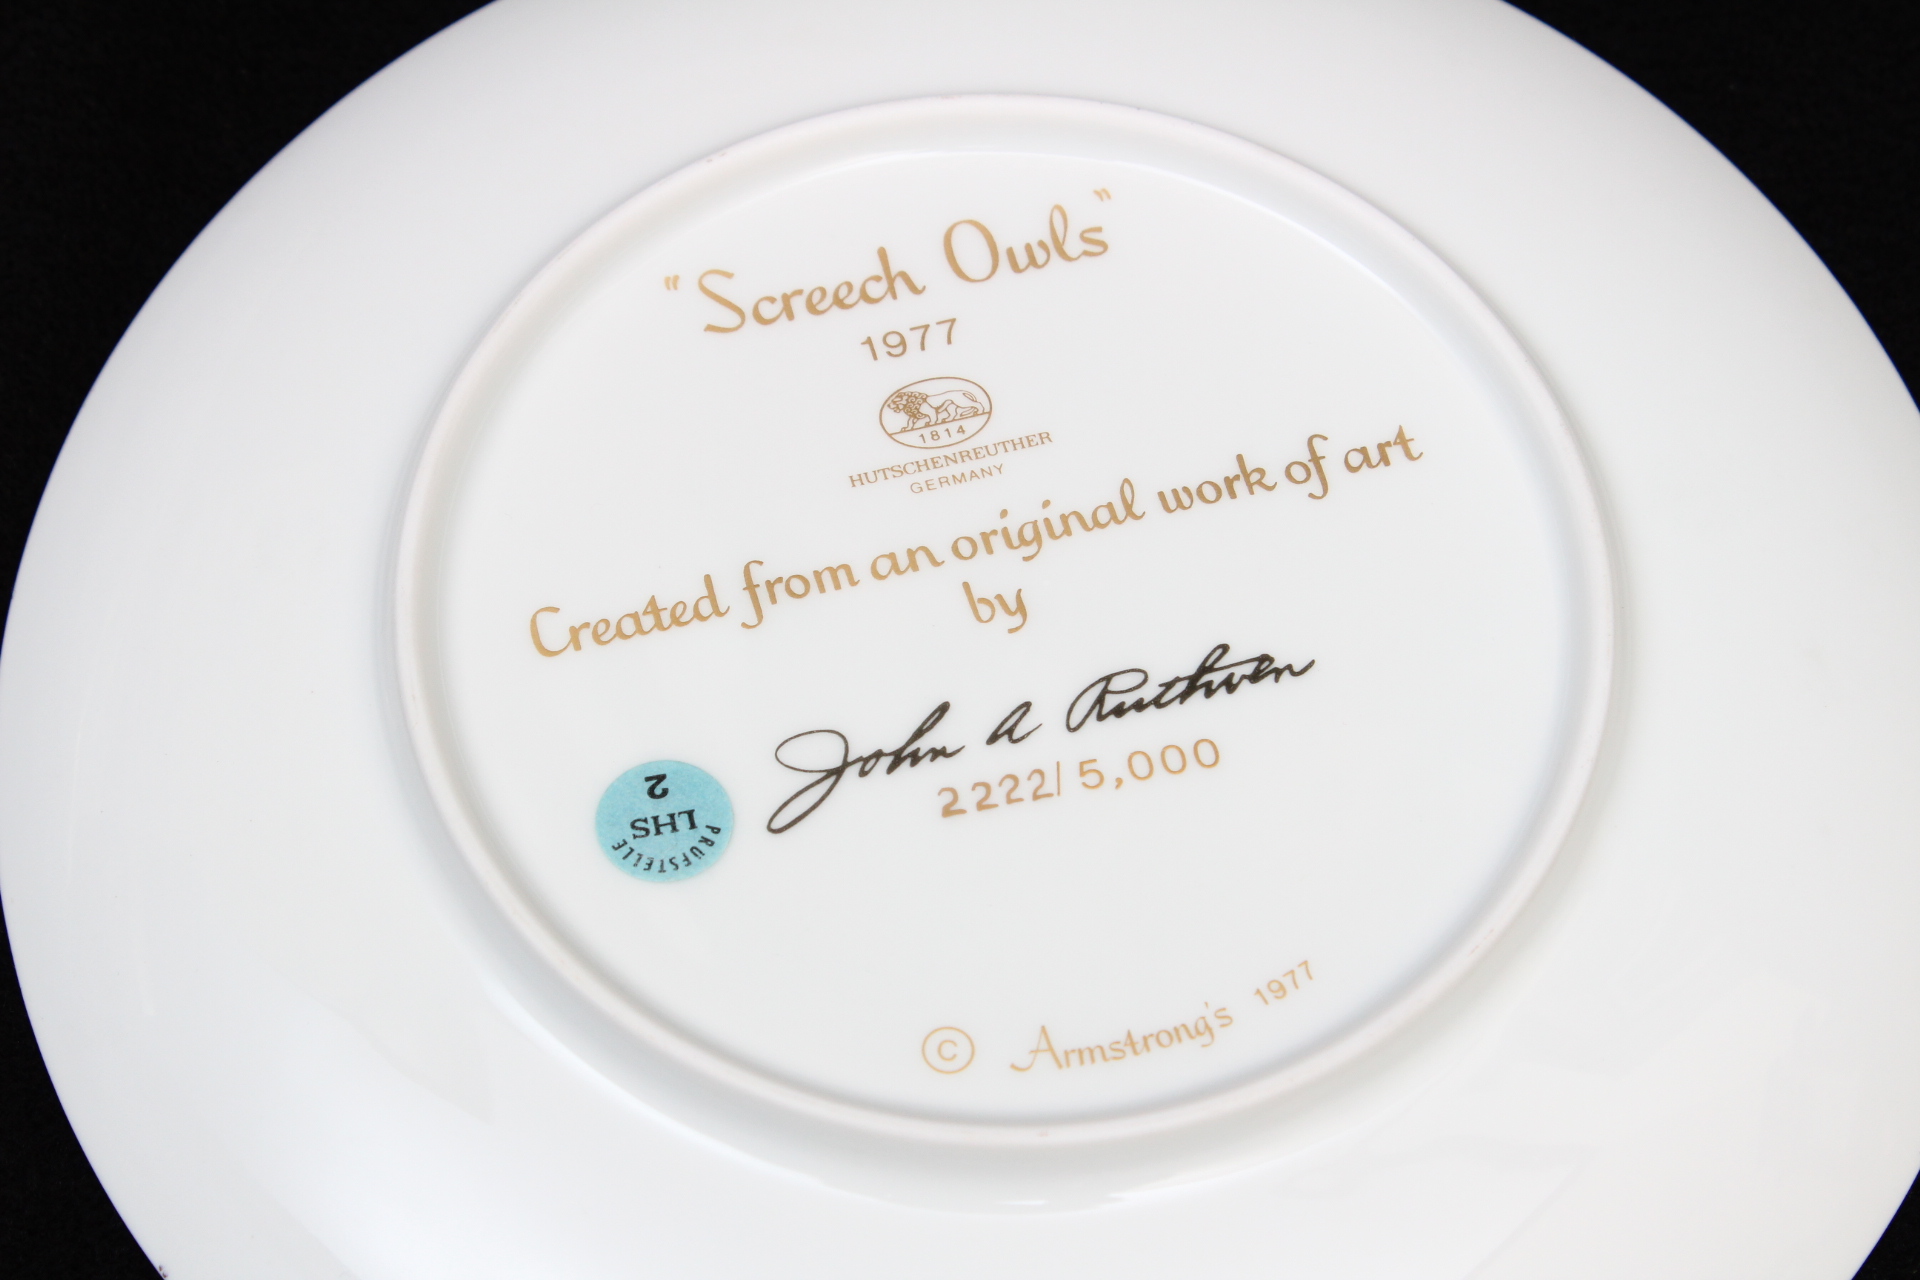 "Screech Owls"
1977
1814
HUTSCHENREUTHER
GERMANY
Created from an original work of art
by
John A Ruthven
2222/5,000
PRÜFSTELLE
LHS
2
© Armstrong's 1977